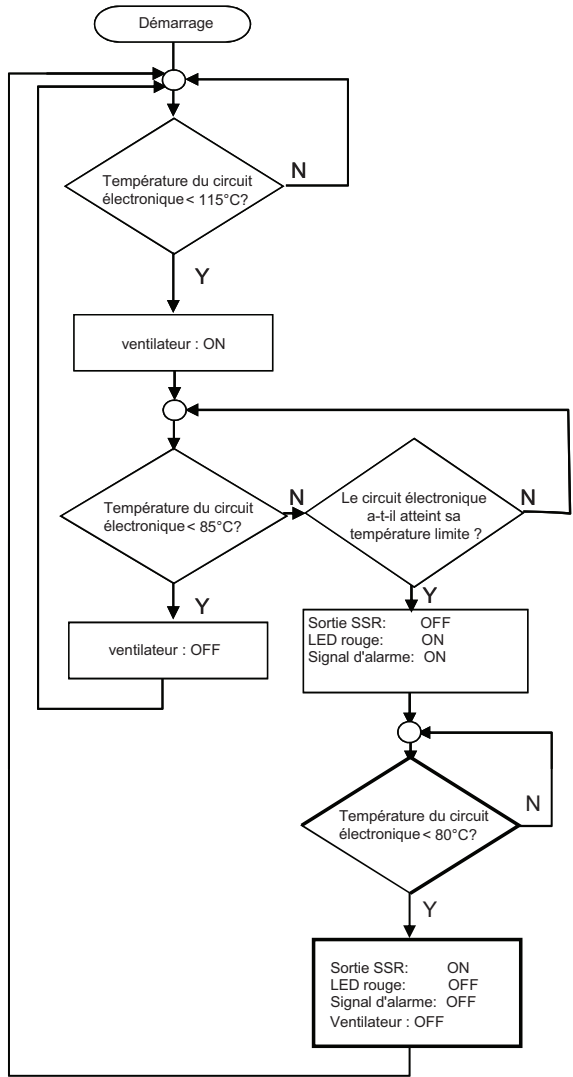 Démarrage
Température du circuit
électronique < 115°C?
N
Y
ventilateur : ON
Température du circuit
électronique < 85°C?
N
Le circuit électronique
a-t-il atteint sa
température limite ?
N
Y
Y
ventilateur : OFF
Sortie SSR: OFF
LED rouge: ON
Signal d'alarme: ON
Température du circuit
électronique < 80°C?
N
Y
Sortie SSR: ON
LED rouge: OFF
Signal d'alarme: OFF
Ventilateur : OFF